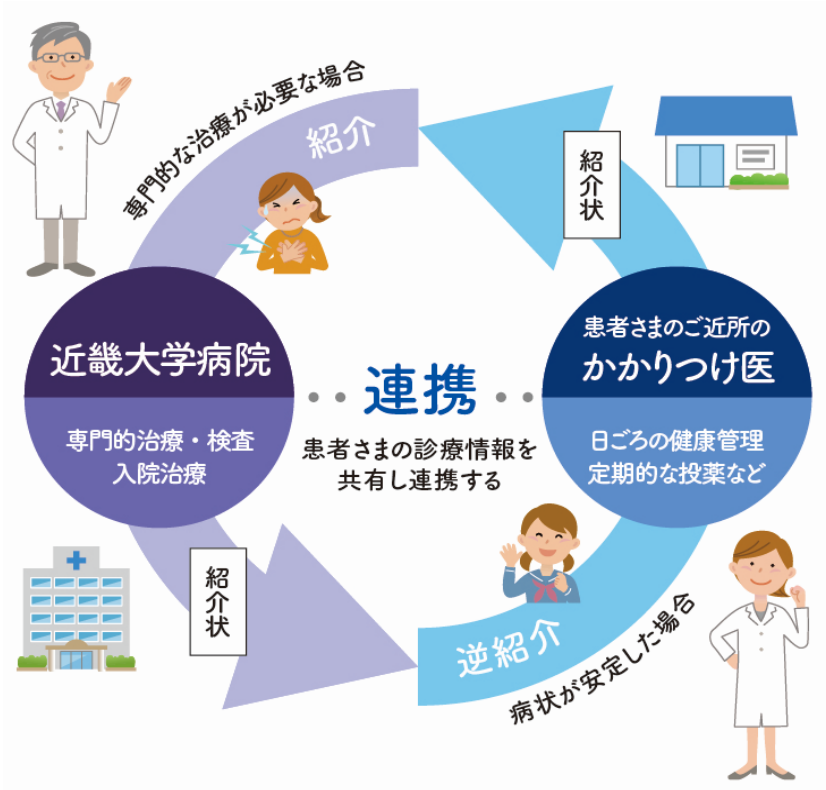 専門的な治療が必要な場合
紹介
紹介状
近畿大学病院
専門的治療・検査
入院治療
連携
患者さまの診療情報を
共有し連携する
患者さまのご近所の
かかりつけ医
日ごろの健康管理
定期的な投薬など
紹介状
逆紹介
病状が安定した場合